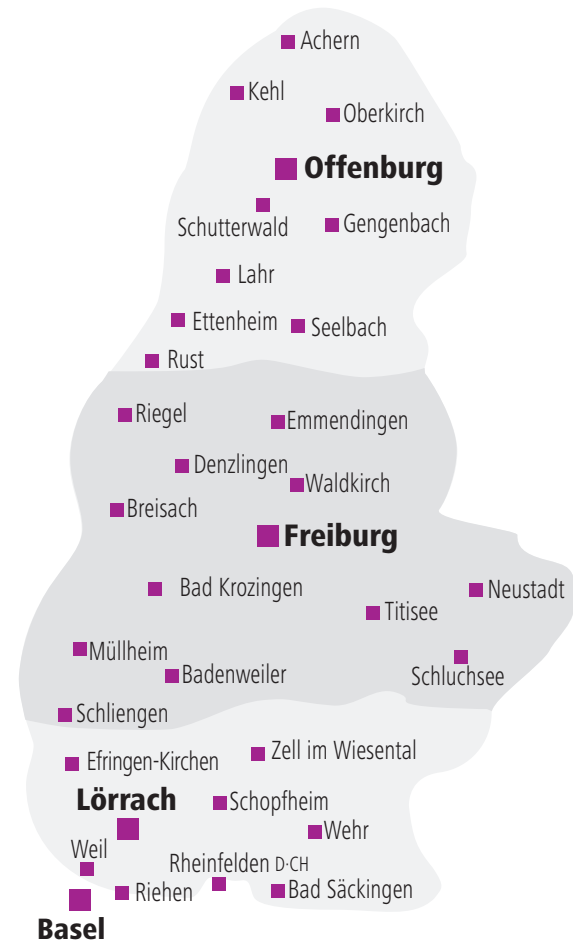 Achern
Kehl
Oberkirch
Offenburg
Schutterwald
Gengenbach
Lahr
Ettenheim
Seelbach
Rust
Riegel
Emmendingen
Denzlingen
Waldkirch
Breisach
Freiburg
Bad Krozingen
Neustadt
Titisee
Müllheim
Badenweiler
Schluchsee
Schliengen
Efringen-Kirchen
Zell im Wiesental
Lörrach
Schopfheim
Wehr
Weil
Rheinfelden D·CH
Riehen
Bad Säckingen
Basel